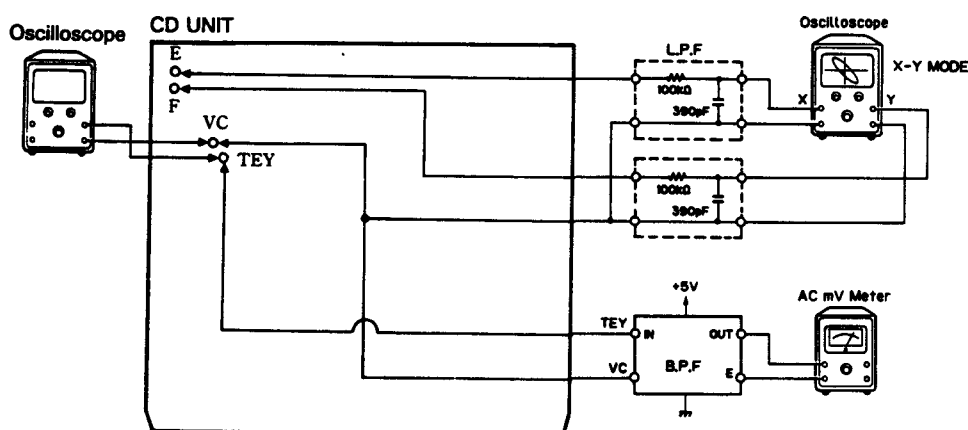 Oscilloscope
CD UNIT
E
F
VC
TEY
L.P.F
100kΩ
390pF
100kΩ
390pF
Oscilloscope
X-Y MODE
X
Y
+5V
TEY
IN
OUT
VC
B.P.F
E
AC mV Meter